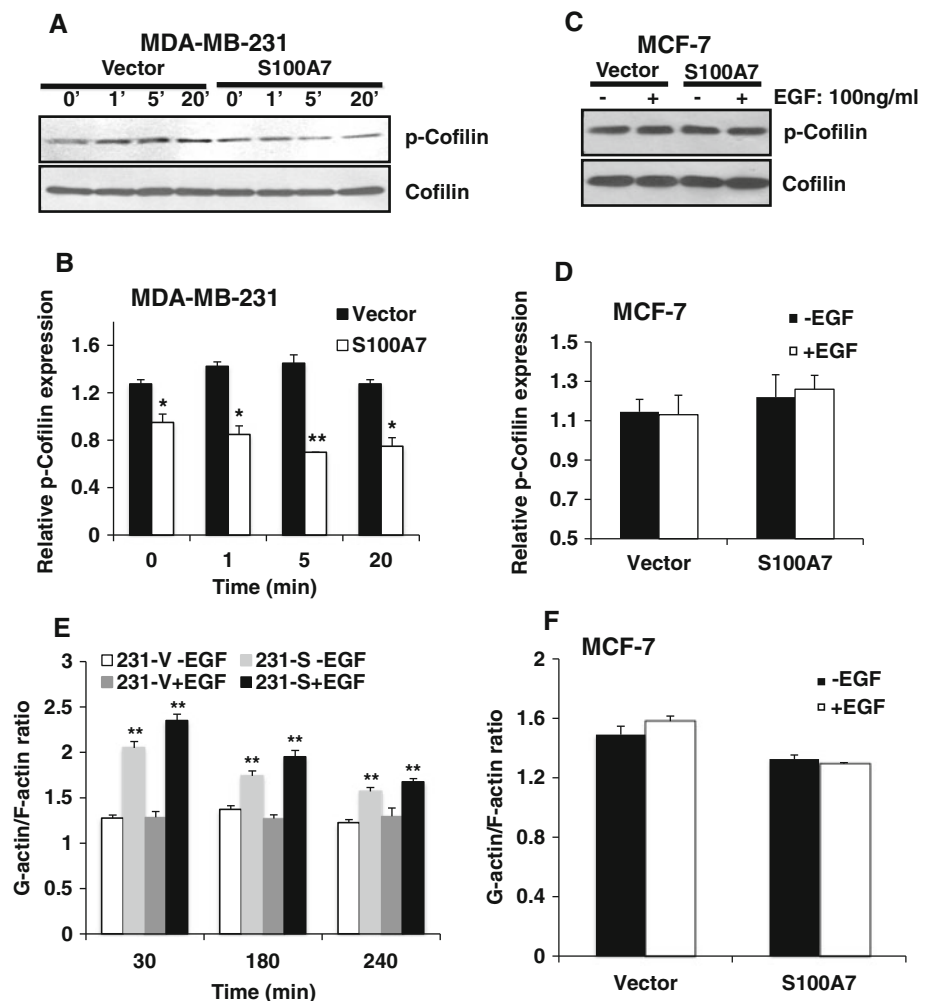 A
MDA-MB-231
Vector S100A7
0’ 1’ 5’ 20’ 0’ 1’ 5’ 20’
p-Cofilin
Cofilin
C
MCF-7
Vector S100A7
- + - + EGF: 100ng/ml
p-Cofilin
Cofilin
B
MDA-MB-231
Vector
S100A7
Relative p-Cofilin expression
1.6
1.2
0.8
0.4
0
* * ** *
0 1 5 20
Time (min)
D
MCF-7
-EGF
+EGF
Relative p-Cofilin expression
1.5
1.3
1.1
0.9
0.7
0.5
Vector S100A7
E
231-V -EGF 231-S -EGF
231-V+EGF 231-S+EGF
G-actin/F-actin ratio
3
2.5
2
1.5
1
0.5
0
** ** ** ** ** **
30 180 240
Time (min)
F
MCF-7
-EGF
+EGF
G-actin/F-actin ratio
2
1.6
1.2
0.8
0.4
0
Vector S100A7